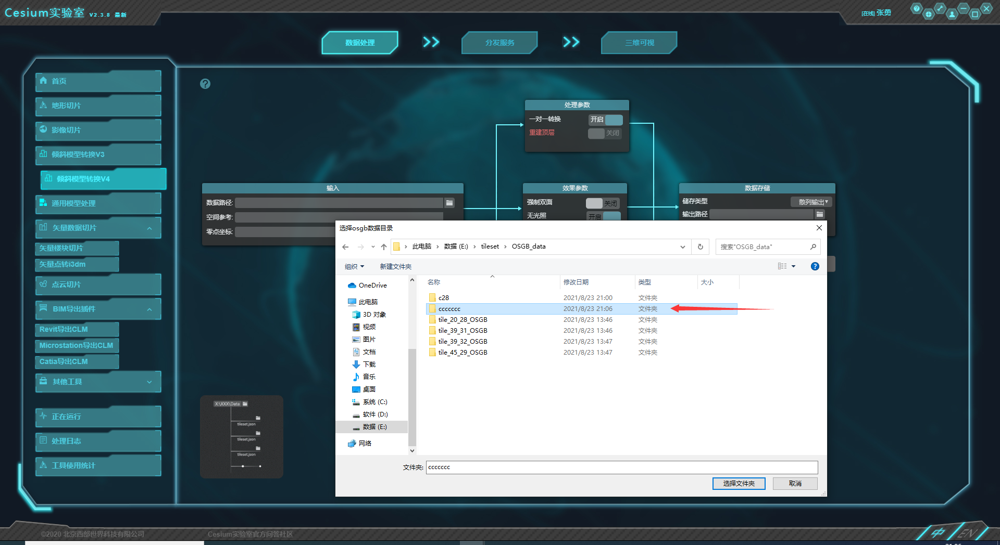 Cesium实验室 V2.3.8 最新
[在线] 张勇
数据处理
分发服务
三维可视
首页
地形切片
影像切片
倾斜模型转换V3
倾斜模型转换V4
通用模型处理
矢量数据切片
矢量楼块切片
矢量点转i3dm
点云切片
BIM导出插件
Revit导出CLM
Microstation导出CLM
Catia导出CLM
其他工具
正在运行
处理日志
工具使用统计
处理参数
一对一转换 开启
重建顶层 关闭
输入
数据路径:
空间参考:
零点坐标:
效果参数
强制双面 关闭
无光照 开启
数据存储
储存类型 散列输出▾
输出路径
X:\XXX\Data
tileset.json
tileset.json
tileset.json
选择osgb数据目录
此电脑 › 数据 (E:) › tileset › OSGB_data
搜索"OSGB_data"
组织 新建文件夹
OneDrive
此电脑
3D 对象
视频
图片
文档
下载
音乐
桌面
系统 (C:)
软件 (D:)
数据 (E:)
网络
名称 修改日期 类型 大小
c28 2021/8/23 21:00 文件夹
ccccccc 2021/8/23 21:06 文件夹
tile_20_28_OSGB 2021/8/23 13:46 文件夹
tile_39_31_OSGB 2021/8/23 13:46 文件夹
tile_39_32_OSGB 2021/8/23 13:47 文件夹
tile_45_29_OSGB 2021/8/23 13:47 文件夹
文件夹: ccccccc
选择文件夹 取消
©2020 北京西部世界科技有限公司
Cesium实验室官方问答社区
中 EN